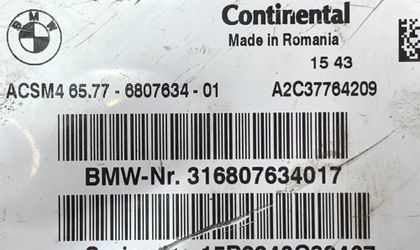 BMW
Continental
Made in Romania
15 43
ACSM4 65.77 - 6807634 - 01 A2C37764209
BMW-Nr. 316807634017